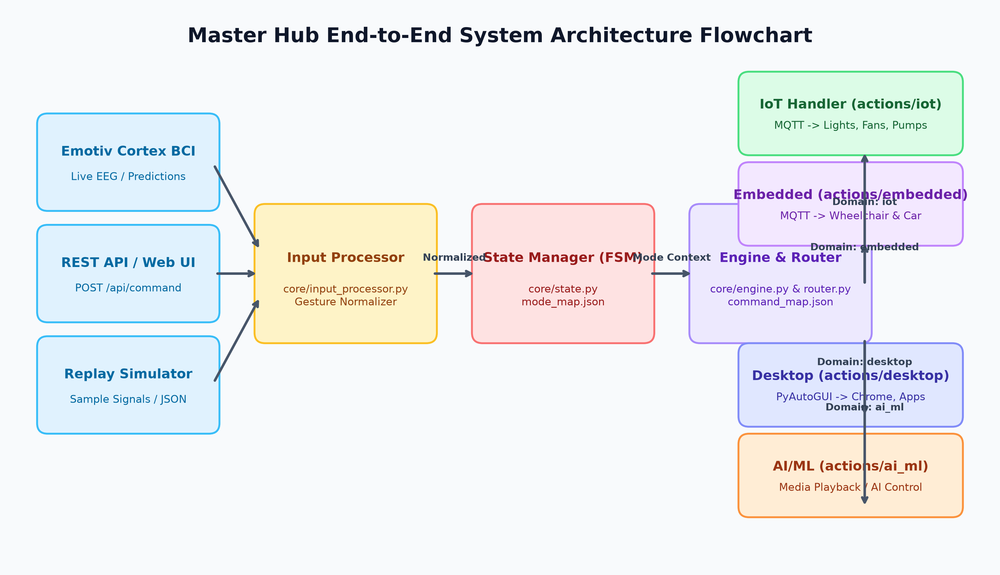 Master Hub End-to-End System Architecture Flowchart
Emotiv Cortex BCI
Live EEG / Predictions
REST API / Web UI
POST /api/command
Replay Simulator
Sample Signals / JSON
Input Processor
core/input_processor.py
Gesture Normalizer
Normalized
State Manager (FSM)
core/state.py
mode_map.json
Mode Context
Engine & Router
core/engine.py & router.py
command_map.json
IoT Handler (actions/iot)
MQTT -> Lights, Fans, Pumps
Embedded (actions/embedded)
Domain: iot
MQTT -> Wheelchair & Car
Domain: embedded
Domain: desktop
Desktop (actions/desktop)
PyAutoGUI -> Chrome, Apps
Domain: ai_ml
AI/ML (actions/ai_ml)
Media Playback / AI Control